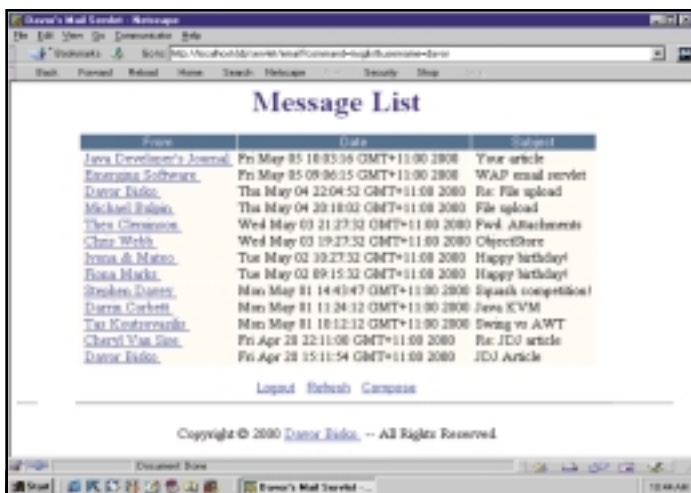 Davor's Mail Servlet - Netscape
File Edit View Go Communicator Help
Bookmarks
Back Forward Reload Home Search Netscape Security Shop
Message List
From Date Subject
Java Developer's Journal Fri May 05 10:03:16 GMT+11:00 2000 Your article
Emerging Software Fri May 05 09:06:15 GMT+11:00 2000 WAP email servlet
Davor Bisko Thu May 04 22:04:52 GMT+11:00 2000 Re: File upload
Michael Thu May 04 20:18:02 GMT+11:00 2000 File upload
Theo Wed May 03 21:27:32 GMT+11:00 2000 Fwd: Attachments
Chris Webb Wed May 03 19:27:32 GMT+11:00 2000 ObjectStore
Ivona & Mateo Tue May 02 10:27:32 GMT+11:00 2000 Happy birthday!
Fiona Marks Tue May 02 09:15:32 GMT+11:00 2000 Happy birthday!
Stephen Davey Mon May 01 14:43:47 GMT+11:00 2000 Squash competition!
Darren Corbett Mon May 01 11:24:12 GMT+11:00 2000 Java KVM
Tas Mon May 01 10:12:12 GMT+11:00 2000 Swing vs AWT
Cheryl Van Sise Fri Apr 28 22:11:00 GMT+11:00 2000 Re: JDJ article
Davor Bisko Fri Apr 28 15:11:54 GMT+11:00 2000 JDJ Article
Logout Refresh Compose
Copyright © 2000 Davor Bisko. -- All Rights Reserved.
Document: Done
Start Davor's Mail Servlet -...